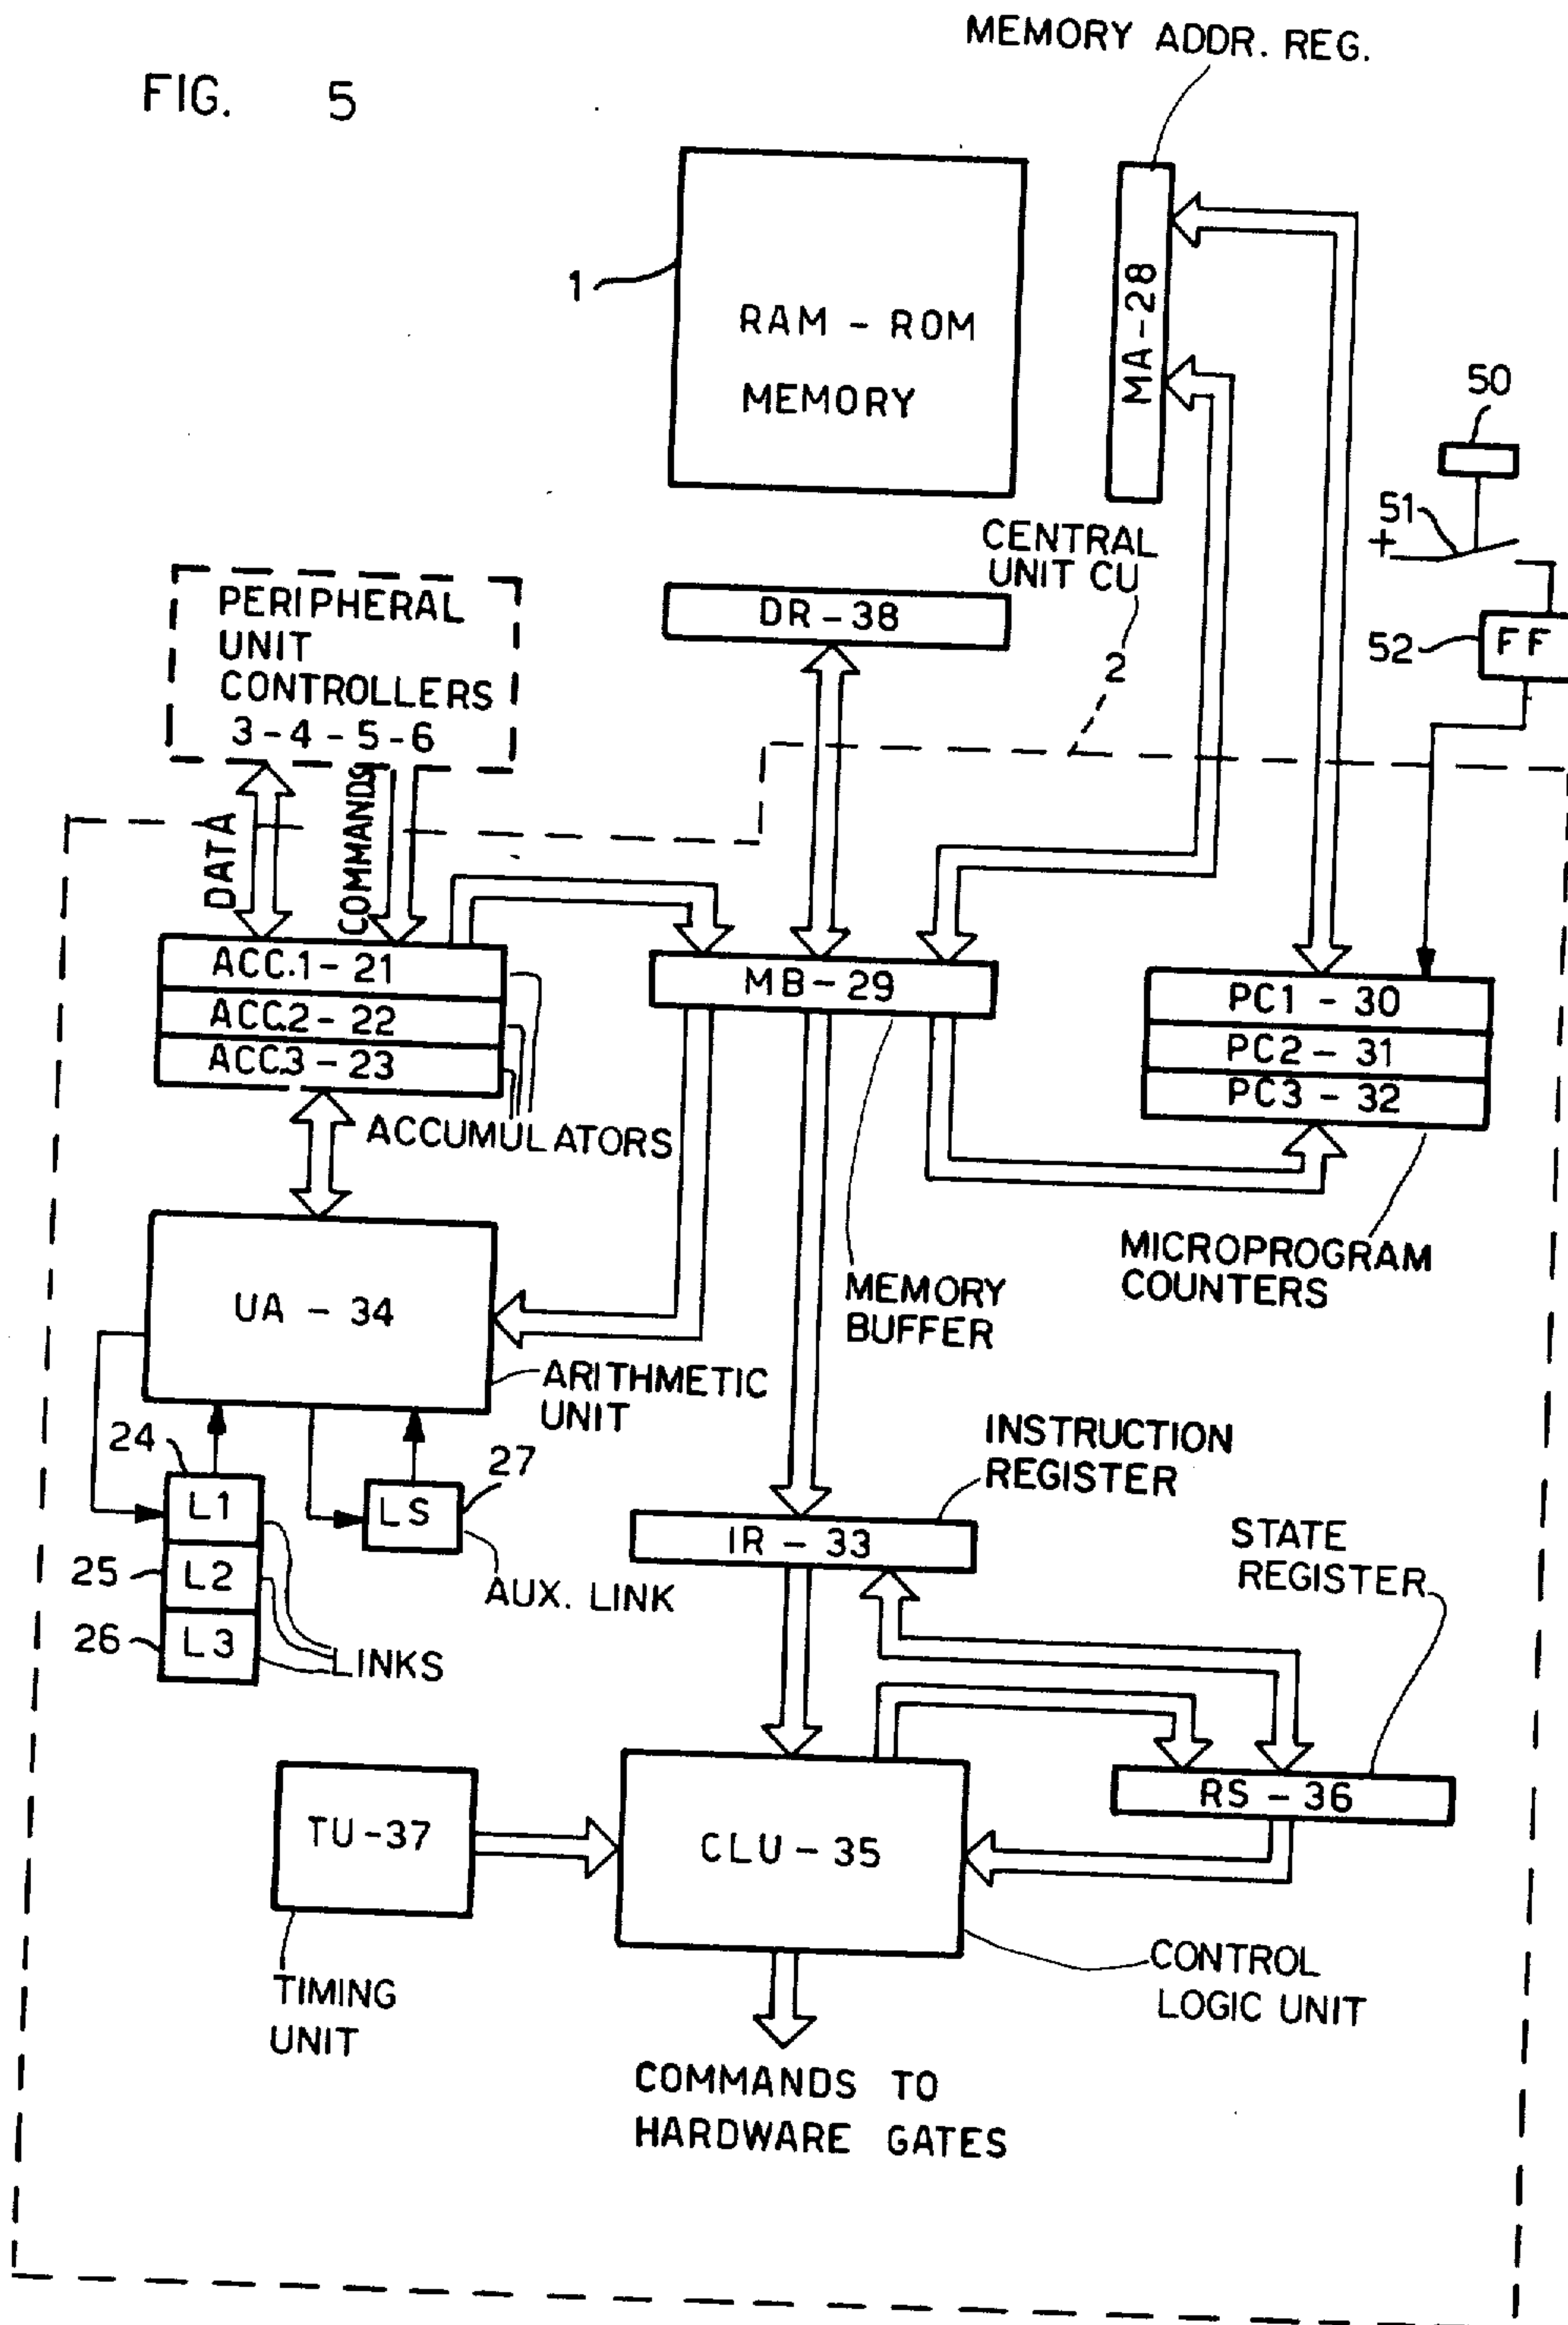 MEMORY ADDR. REG.
FIG. 5
1
RAM - ROM
MEMORY
MA-28
50
51
+
52
FF
CENTRAL
UNIT CU
2
DR-38
PERIPHERAL
UNIT
CONTROLLERS
3-4-5-6
DATA
COMMANDS
ACC.1-21
ACC.2-22
ACC.3-23
ACCUMULATORS
MB-29
PC1-30
PC2-31
PC3-32
MICROPROGRAM
COUNTERS
MEMORY
BUFFER
UA-34
ARITHMETIC
UNIT
24
L1
25
L2
26
L3
LINKS
27
LS
AUX. LINK
INSTRUCTION
REGISTER
IR-33
STATE
REGISTER
RS-36
TU-37
CLU-35
TIMING
UNIT
CONTROL
LOGIC UNIT
COMMANDS TO
HARDWARE GATES